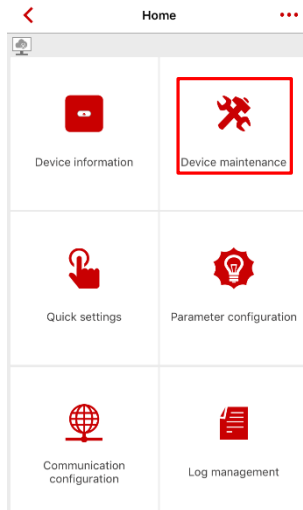 Home
Device information
Device maintenance
Quick settings
Parameter configuration
Communication
configuration
Log management